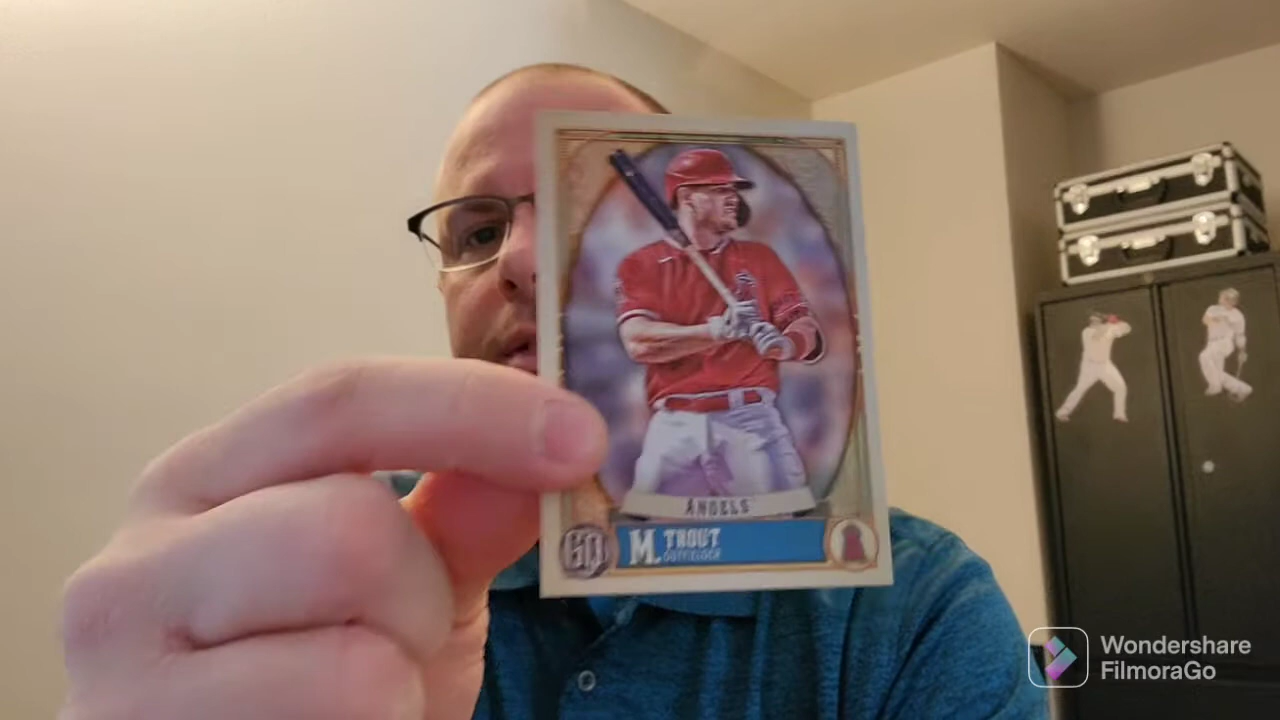 ANGELS
GQ
M. TROUT
OUTFIELDER
Wondershare
FilmoraGo